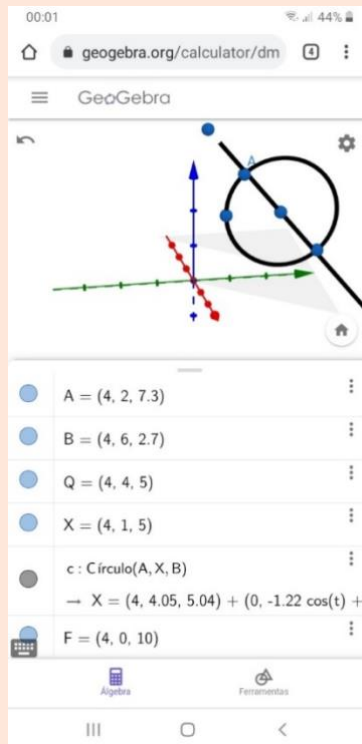 00:01
44%
geogebra.org/calculator/dm
4
GeoGebra
A
A = (4, 2, 7.3)
B = (4, 6, 2.7)
Q = (4, 4, 5)
X = (4, 1, 5)
c : Círculo(A, X, B)
→ X = (4, 4.05, 5.04) + (0, -1.22 cos(t) +
F = (4, 0, 10)
Álgebra
Ferramentas